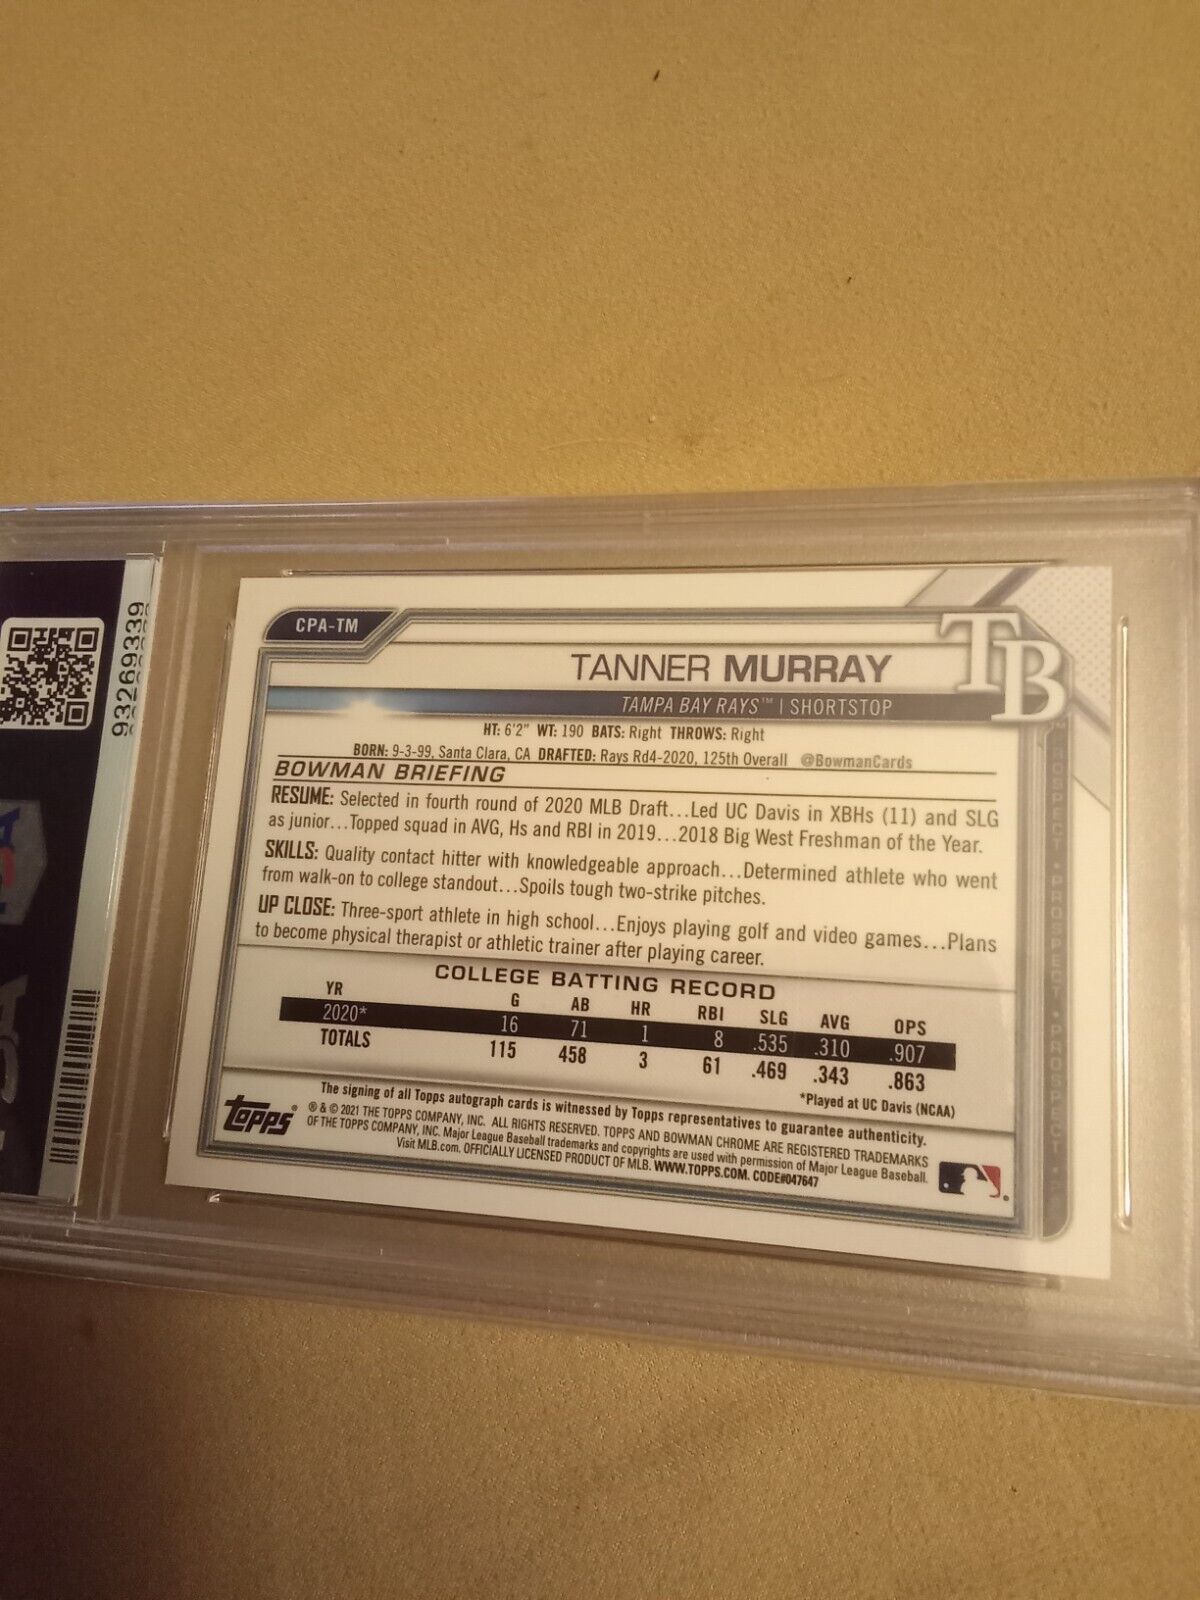 93269339
CPA-TM
TB
TANNER MURRAY
TAMPA BAY RAYS™ | SHORTSTOP
HT: 6'2" WT: 190 BATS: Right THROWS: Right
BORN: 9-3-99, Santa Clara, CA DRAFTED: Rays Rd4-2020, 125th Overall @BowmanCards
BOWMAN BRIEFING
RESUME: Selected in fourth round of 2020 MLB Draft...Led UC Davis in XBHs (11) and SLG
as junior...Topped squad in AVG, Hs and RBI in 2019...2018 Big West Freshman of the Year.
SKILLS: Quality contact hitter with knowledgeable approach...Determined athlete who went
from walk-on to college standout...Spoils tough two-strike pitches.
UP CLOSE: Three-sport athlete in high school...Enjoys playing golf and video games...Plans
to become physical therapist or athletic trainer after playing career.
COLLEGE BATTING RECORD
YR G AB HR RBI SLG AVG OPS
2020* 16 71 1 8 .535 .310 .907
TOTALS 115 458 3 61 .469 .343 .863
*Played at UC Davis (NCAA)
The signing of all Topps autograph cards is witnessed by Topps representatives to guarantee authenticity.
Topps®
® & © 2021 THE TOPPS COMPANY, INC. ALL RIGHTS RESERVED. TOPPS AND BOWMAN CHROME ARE REGISTERED TRADEMARKS
OF THE TOPPS COMPANY, INC. Major League Baseball trademarks and copyrights are used with permission of Major League Baseball.
Visit MLB.com. OFFICIALLY LICENSED PRODUCT OF MLB. WWW.TOPPS.COM. CODE#047647
PROSPECT • PROSPECT • PROSPECT